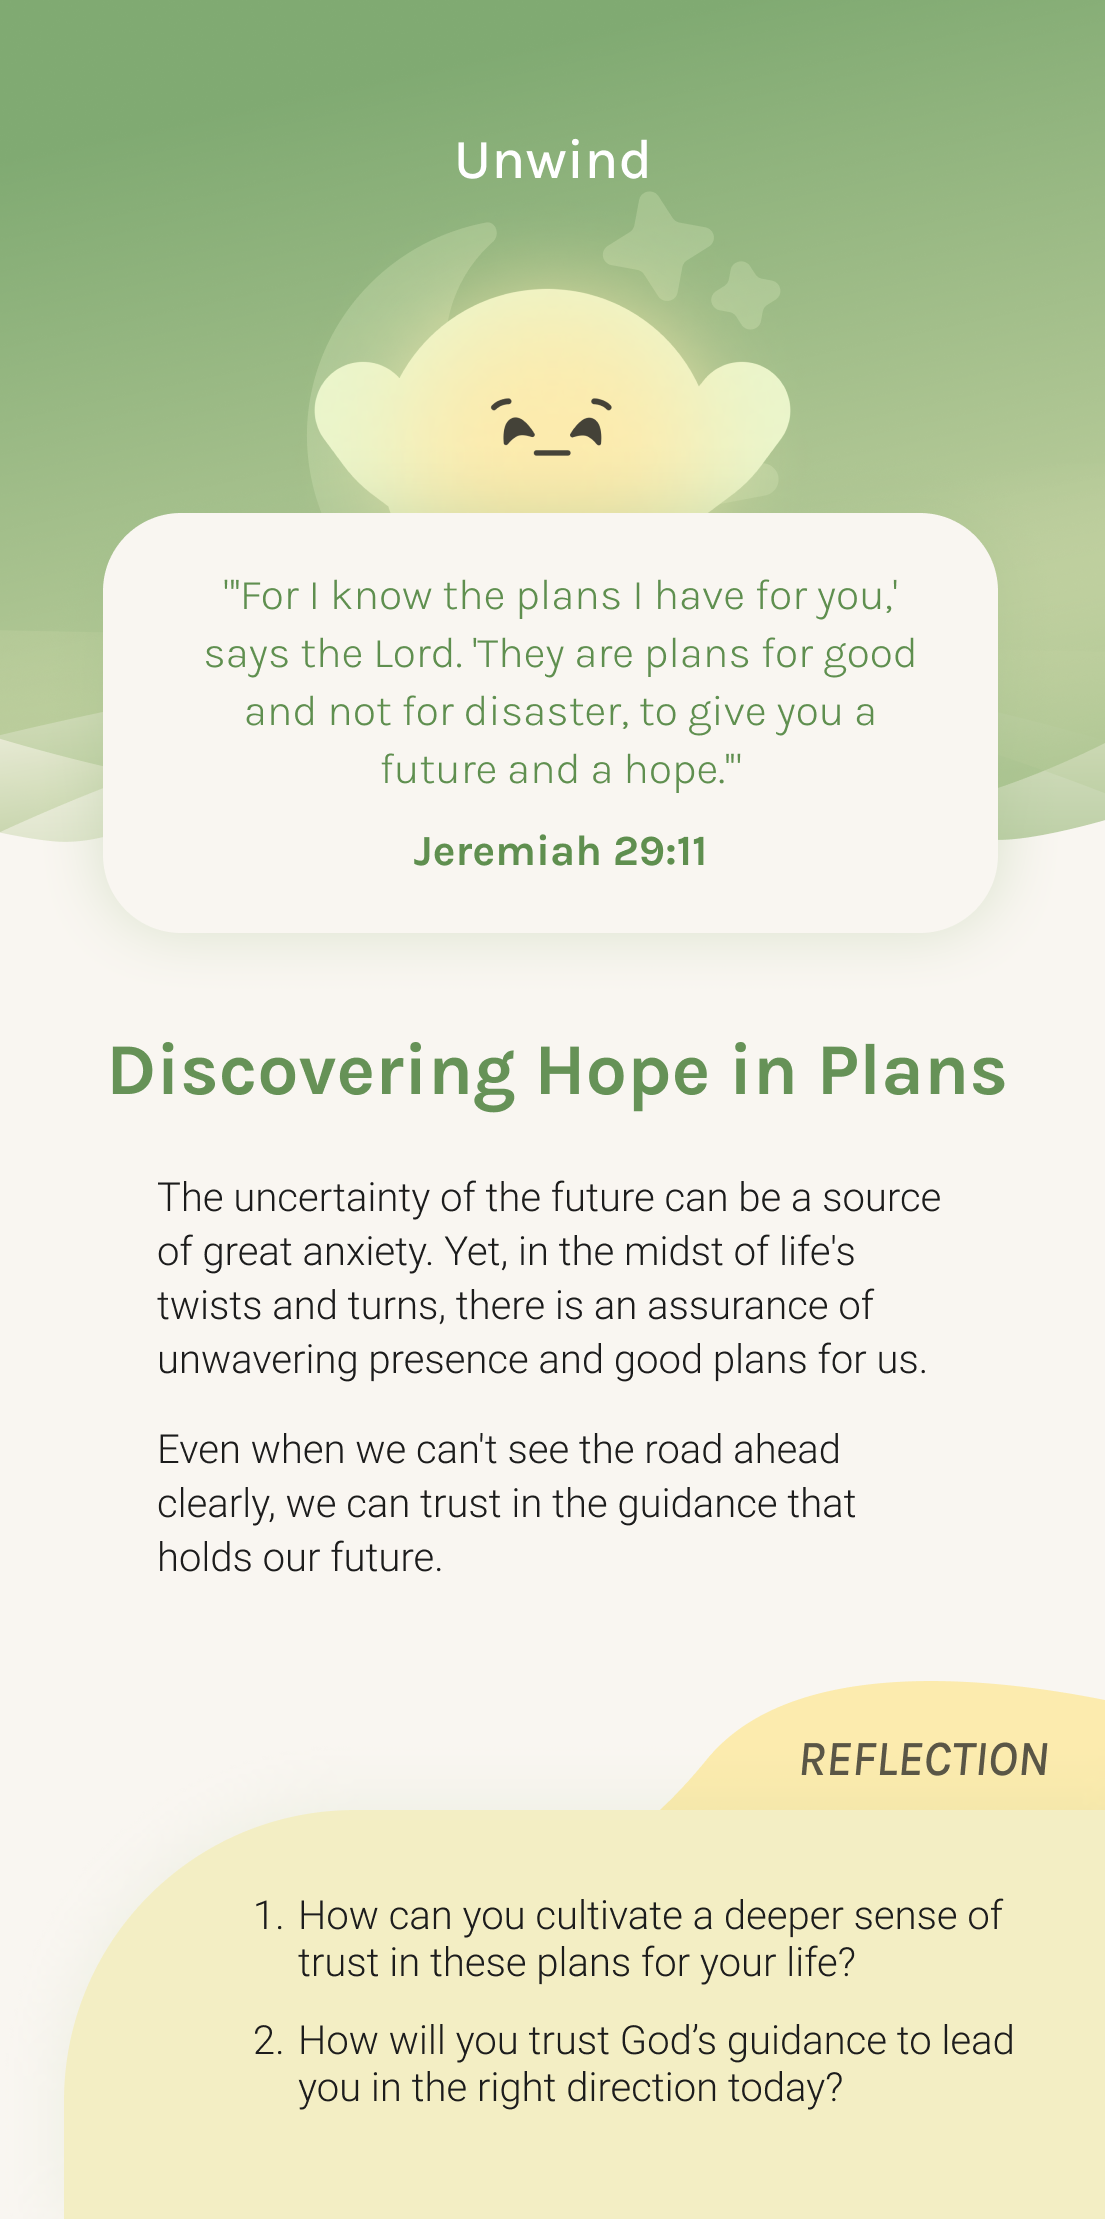 Unwind
"'For I know the plans I have for you,'
says the Lord. 'They are plans for good
and not for disaster, to give you a
future and a hope.'"
Jeremiah 29:11
Discovering Hope in Plans
The uncertainty of the future can be a source
of great anxiety. Yet, in the midst of life's
twists and turns, there is an assurance of
unwavering presence and good plans for us.
Even when we can't see the road ahead
clearly, we can trust in the guidance that
holds our future.
REFLECTION
1. How can you cultivate a deeper sense of
trust in these plans for your life?
2. How will you trust God’s guidance to lead
you in the right direction today?